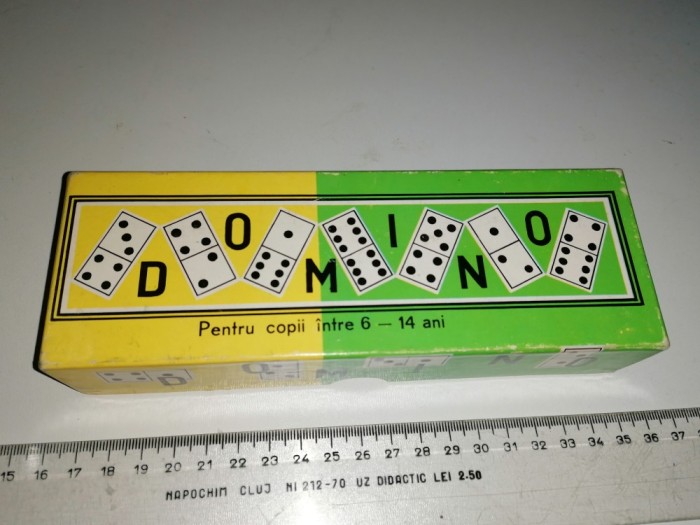 DOMINO
Pentru copii între 6 — 14 ani
DOMINO
15 16 17 18 19 20 21 22 23 24 25 26 27 28 29 30 31 32 33 34 35 36 37
NAPOCHIM CLUJ NI 212-70 UZ DIDACTIC LEI 2.50